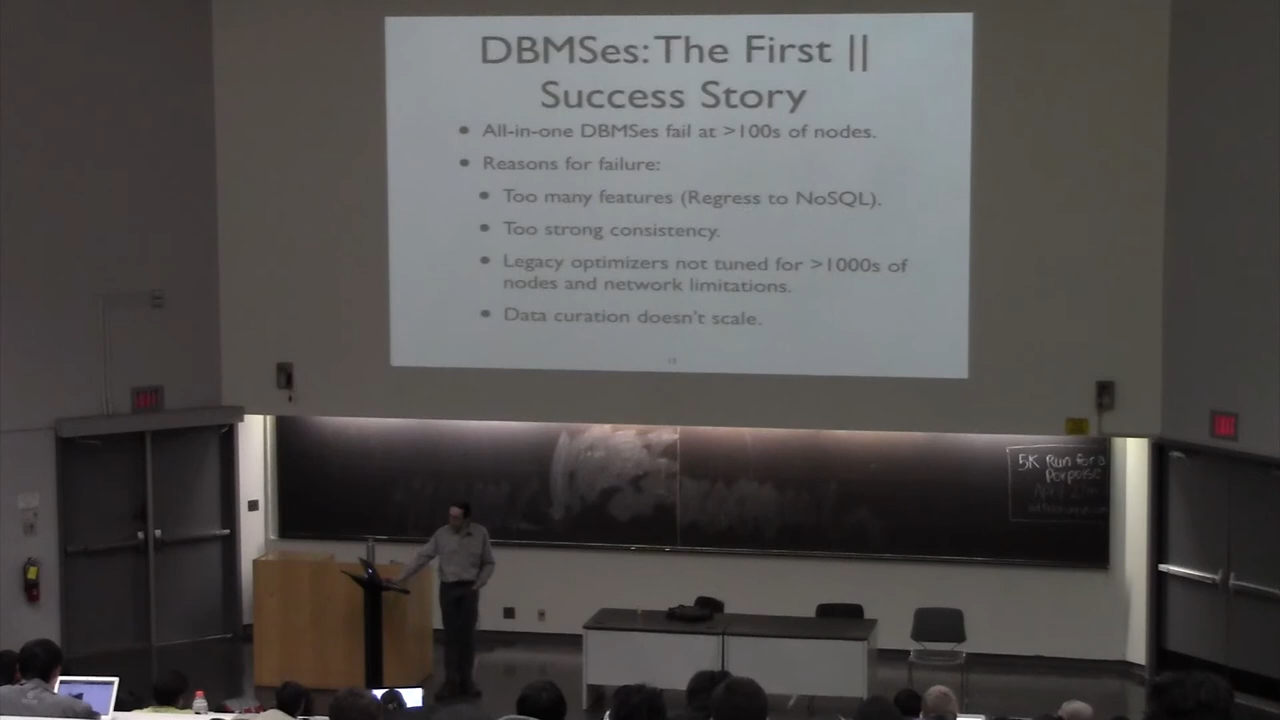 DBMSes: The First ||
Success Story
• All-in-one DBMSes fail at >100s of nodes.
• Reasons for failure:
• Too many features (Regress to NoSQL).
• Too strong consistency.
• Legacy optimizers not tuned for >1000s of
nodes and network limitations.
• Data curation doesn't scale.
5K Run for a
Porpoise